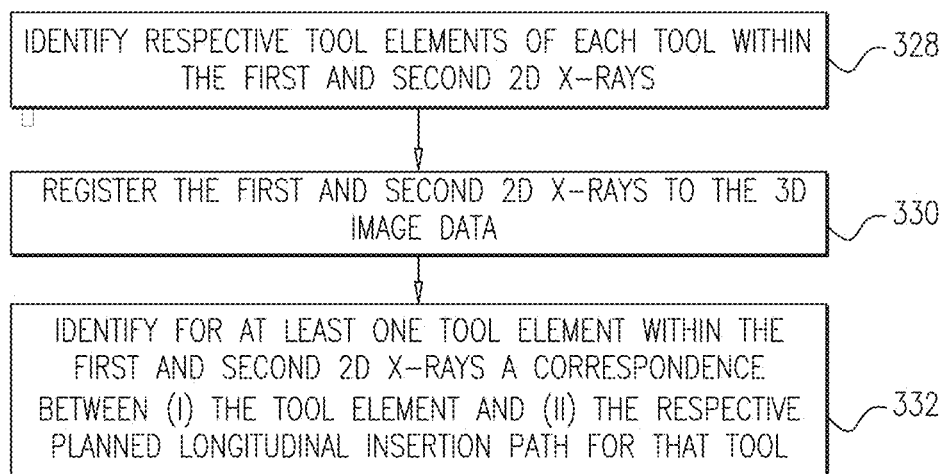 IDENTIFY RESPECTIVE TOOL ELEMENTS OF EACH TOOL WITHIN
THE FIRST AND SECOND 2D X-RAYS
328
REGISTER THE FIRST AND SECOND 2D X-RAYS TO THE 3D
IMAGE DATA
330
IDENTIFY FOR AT LEAST ONE TOOL ELEMENT WITHIN THE
FIRST AND SECOND 2D X-RAYS A CORRESPONDENCE
BETWEEN (I) THE TOOL ELEMENT AND (II) THE RESPECTIVE
PLANNED LONGITUDINAL INSERTION PATH FOR THAT TOOL
332